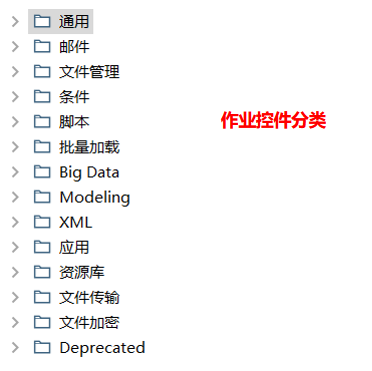 通用
邮件
文件管理
条件
脚本
作业控件分类
批量加载
Big Data
Modeling
XML
应用
资源库
文件传输
文件加密
Deprecated